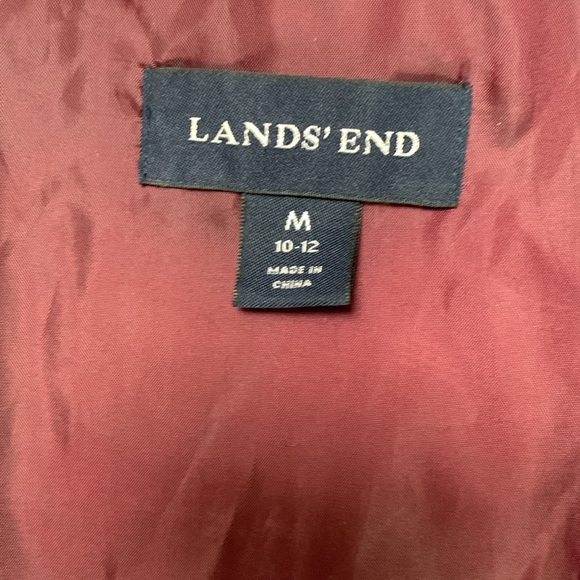 LANDS' END
M
10-12
MADE IN
CHINA